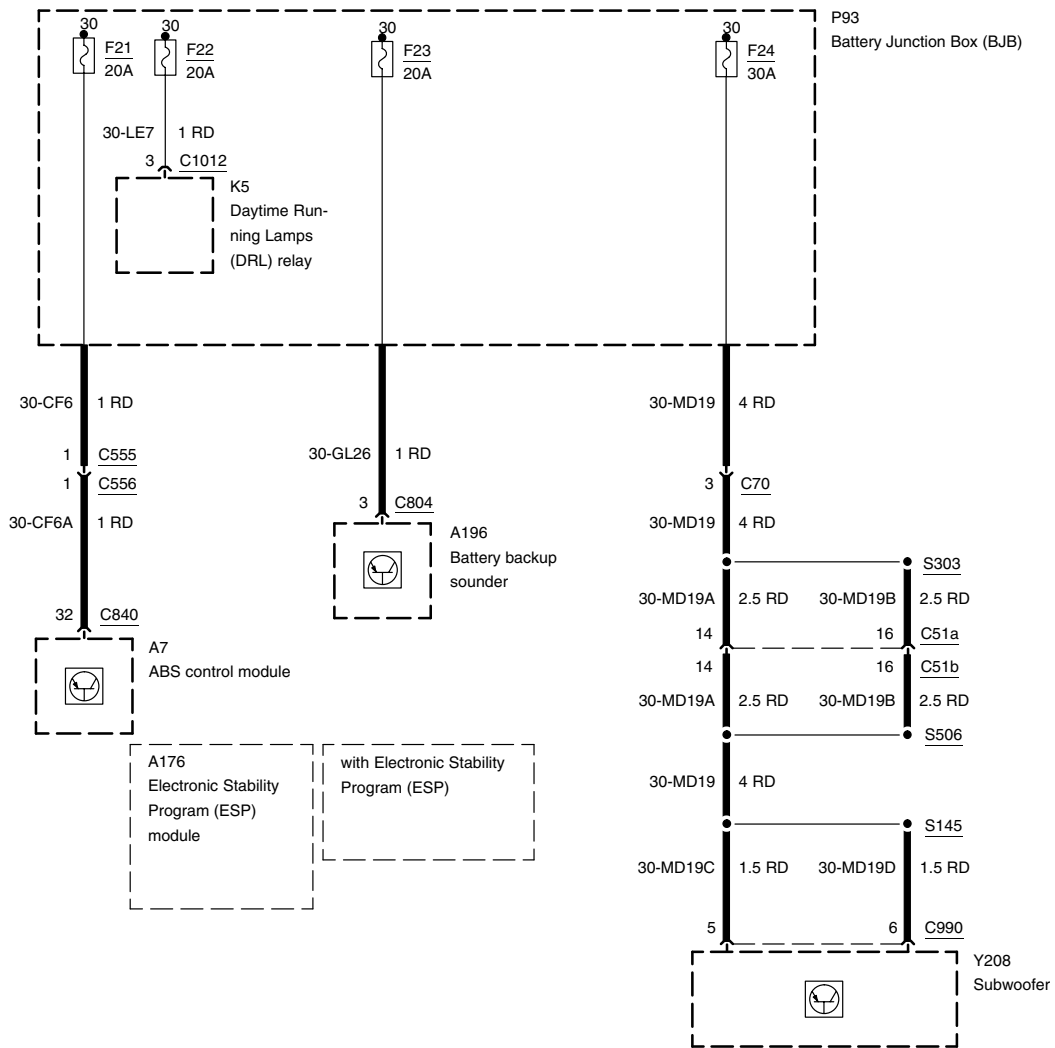 P93
Battery Junction Box (BJB)
30
F21
20A
30
F22
20A
30
F23
20A
30
F24
30A
30-LE7 1 RD
3 C1012
K5
Daytime Run-
ning Lamps
(DRL) relay
30-CF6 1 RD
1 C555
1 C556
30-CF6A 1 RD
32 C840
A7
ABS control module
30-GL26 1 RD
3 C804
A196
Battery backup
sounder
A176
Electronic Stability
Program (ESP)
module
with Electronic Stability
Program (ESP)
30-MD19 4 RD
3 C70
30-MD19 4 RD
S303
30-MD19A 2.5 RD 30-MD19B 2.5 RD
14 16 C51a
14 16 C51b
30-MD19A 2.5 RD 30-MD19B 2.5 RD
S506
30-MD19 4 RD
S145
30-MD19C 1.5 RD 30-MD19D 1.5 RD
5 6 C990
Y208
Subwoofer